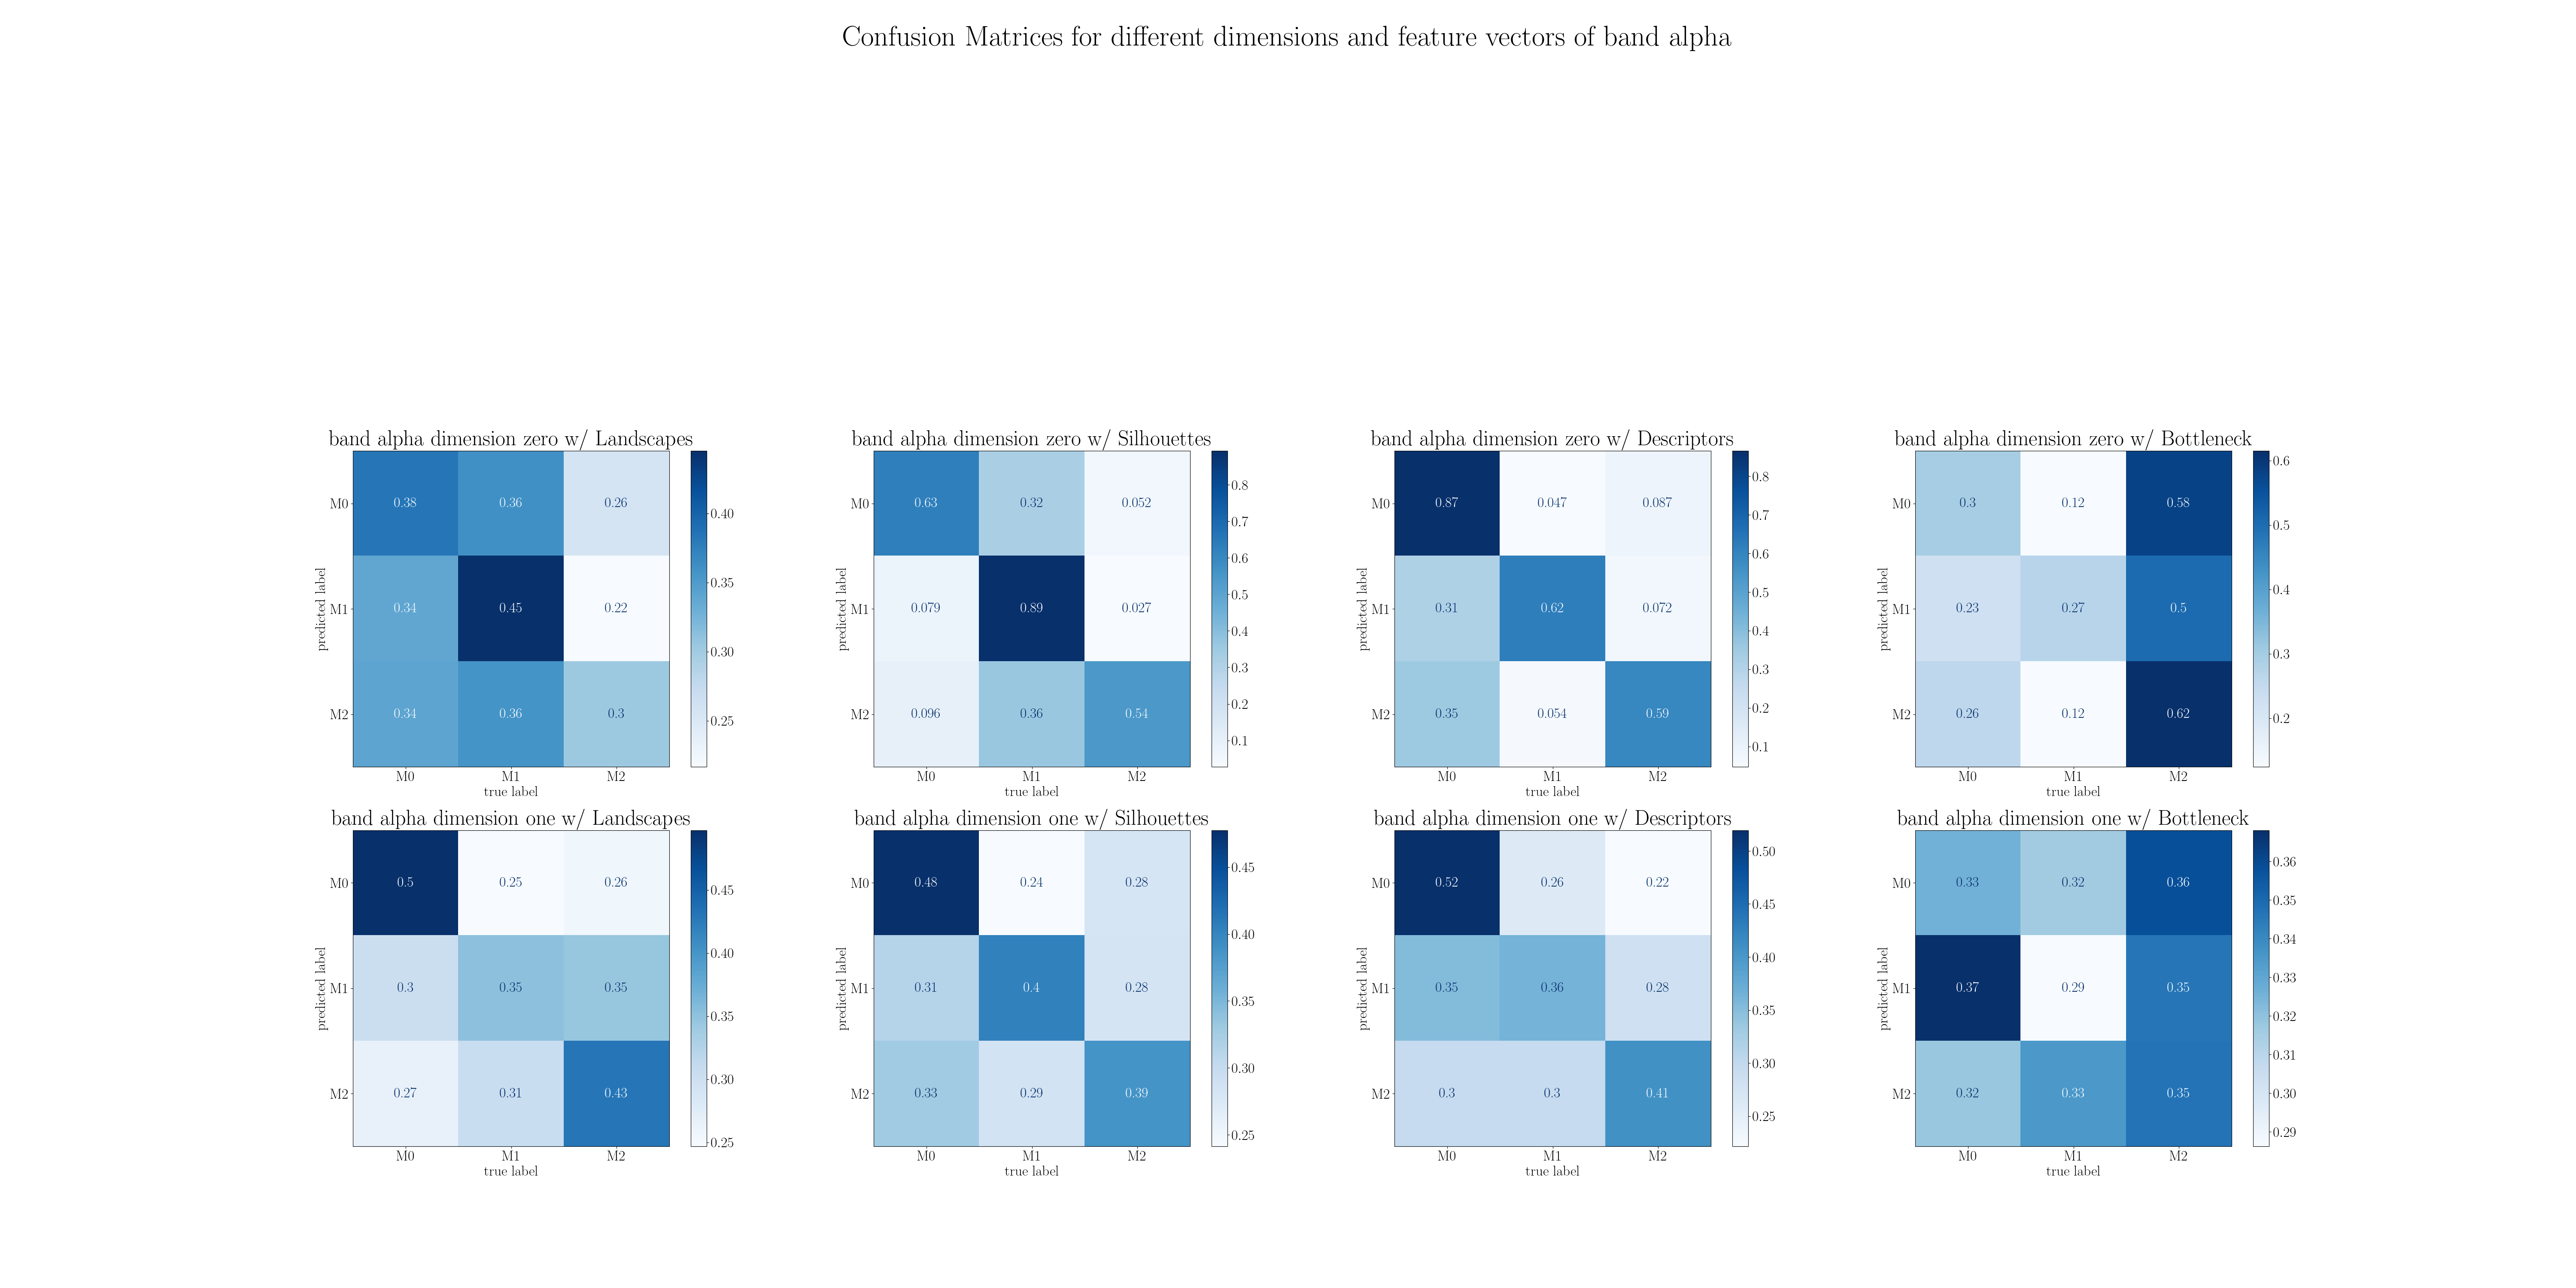 Confusion Matrices for different dimensions and feature vectors of band alpha
band alpha dimension zero w/ Landscapes
predicted label
M0 0.38 0.36 0.26
M1 0.34 0.45 0.22
M2 0.34 0.36 0.3
M0 M1 M2
true label
0.40
0.35
0.30
0.25
band alpha dimension zero w/ Silhouettes
predicted label
M0 0.63 0.32 0.052
M1 0.079 0.89 0.027
M2 0.096 0.36 0.54
M0 M1 M2
true label
0.8
0.7
0.6
0.5
0.4
0.3
0.2
0.1
band alpha dimension zero w/ Descriptors
predicted label
M0 0.87 0.047 0.087
M1 0.31 0.62 0.072
M2 0.35 0.054 0.59
M0 M1 M2
true label
0.8
0.7
0.6
0.5
0.4
0.3
0.2
0.1
band alpha dimension zero w/ Bottleneck
predicted label
M0 0.3 0.12 0.58
M1 0.23 0.27 0.5
M2 0.26 0.12 0.62
M0 M1 M2
true label
0.6
0.5
0.4
0.3
0.2
band alpha dimension one w/ Landscapes
predicted label
M0 0.5 0.25 0.26
M1 0.3 0.35 0.35
M2 0.27 0.31 0.43
M0 M1 M2
true label
0.45
0.40
0.35
0.30
0.25
band alpha dimension one w/ Silhouettes
predicted label
M0 0.48 0.24 0.28
M1 0.31 0.4 0.28
M2 0.33 0.29 0.39
M0 M1 M2
true label
0.45
0.40
0.35
0.30
0.25
band alpha dimension one w/ Descriptors
predicted label
M0 0.52 0.26 0.22
M1 0.35 0.36 0.28
M2 0.3 0.3 0.41
M0 M1 M2
true label
0.50
0.45
0.40
0.35
0.30
0.25
band alpha dimension one w/ Bottleneck
predicted label
M0 0.33 0.32 0.36
M1 0.37 0.29 0.35
M2 0.32 0.33 0.35
M0 M1 M2
true label
0.36
0.35
0.34
0.33
0.32
0.31
0.30
0.29